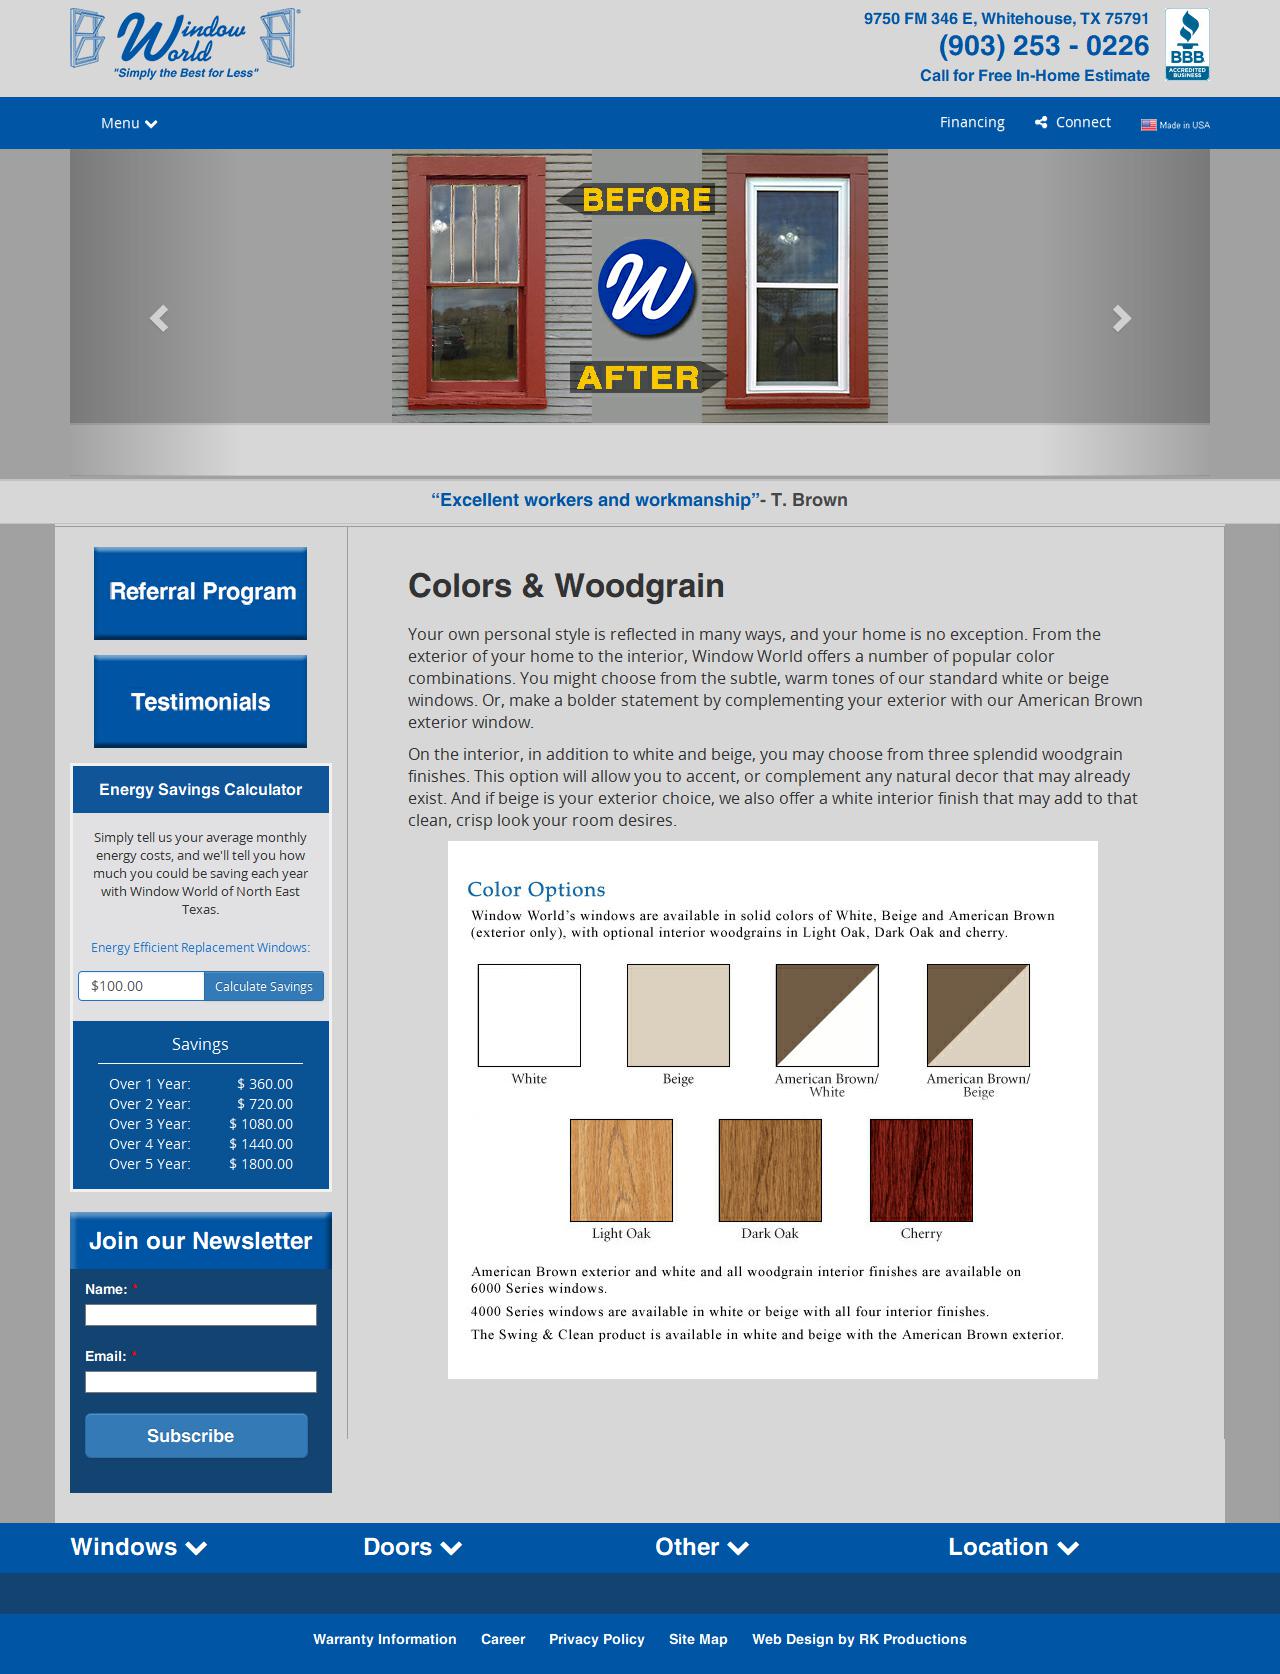 Window World®
"Simply the Best for Less"
9750 FM 346 E, Whitehouse, TX 75791
(903) 253 - 0226
Call for Free In-Home Estimate
BBB
ACCREDITED BUSINESS
Menu
Financing
Connect
Made in USA
BEFORE
W
AFTER
“Excellent workers and workmanship”- T. Brown
Referral Program
Testimonials
Energy Savings Calculator
Simply tell us your average monthly
energy costs, and we'll tell you how
much you could be saving each year
with Window World of North East
Texas.
Energy Efficient Replacement Windows:
$100.00
Calculate Savings
Savings
Over 1 Year: $ 360.00
Over 2 Year: $ 720.00
Over 3 Year: $ 1080.00
Over 4 Year: $ 1440.00
Over 5 Year: $ 1800.00
Join our Newsletter
Name: *
Email: *
Subscribe
Colors & Woodgrain
Your own personal style is reflected in many ways, and your home is no exception. From the
exterior of your home to the interior, Window World offers a number of popular color
combinations. You might choose from the subtle, warm tones of our standard white or beige
windows. Or, make a bolder statement by complementing your exterior with our American Brown
exterior window.
On the interior, in addition to white and beige, you may choose from three splendid woodgrain
finishes. This option will allow you to accent, or complement any natural decor that may already
exist. And if beige is your exterior choice, we also offer a white interior finish that may add to that
clean, crisp look your room desires.
Color Options
Window World's windows are available in solid colors of White, Beige and American Brown
(exterior only), with optional interior woodgrains in Light Oak, Dark Oak and cherry.
White
Beige
American Brown/
White
American Brown/
Beige
Light Oak
Dark Oak
Cherry
American Brown exterior and white and all woodgrain interior finishes are available on
6000 Series windows.
4000 Series windows are available in white or beige with all four interior finishes.
The Swing & Clean product is available in white and beige with the American Brown exterior.
Windows
Doors
Other
Location
Warranty Information
Career
Privacy Policy
Site Map
Web Design by RK Productions